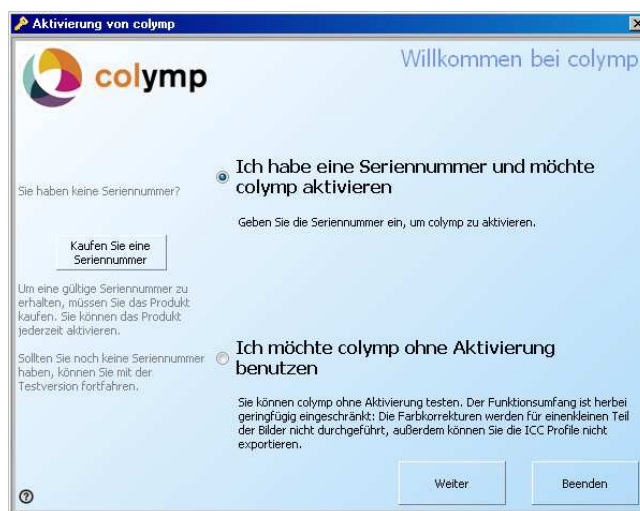 Aktivierung von colymp
colymp
Willkommen bei colymp
Sie haben keine Seriennummer?
Kaufen Sie eine
Seriennummer
Um eine gültige Seriennummer zu
erhalten, müssen Sie das Produkt
kaufen. Sie können das Produkt
jederzeit aktivieren.
Sollten Sie noch keine Seriennummer
haben, können Sie mit der
Testversion fortfahren.
Ich habe eine Seriennummer und möchte
colymp aktivieren
Geben Sie die Seriennummer ein, um colymp zu aktivieren.
Ich möchte colymp ohne Aktivierung
benutzen
Sie können colymp ohne Aktivierung testen. Der Funktionsumfang ist herbei
geringfügig eingeschränkt: Die Farbkorrekturen werden für einenkleinen Teil
der Bilder nicht durchgeführt, außerdem können Sie die ICC Profile nicht
exportieren.
Weiter
Beenden